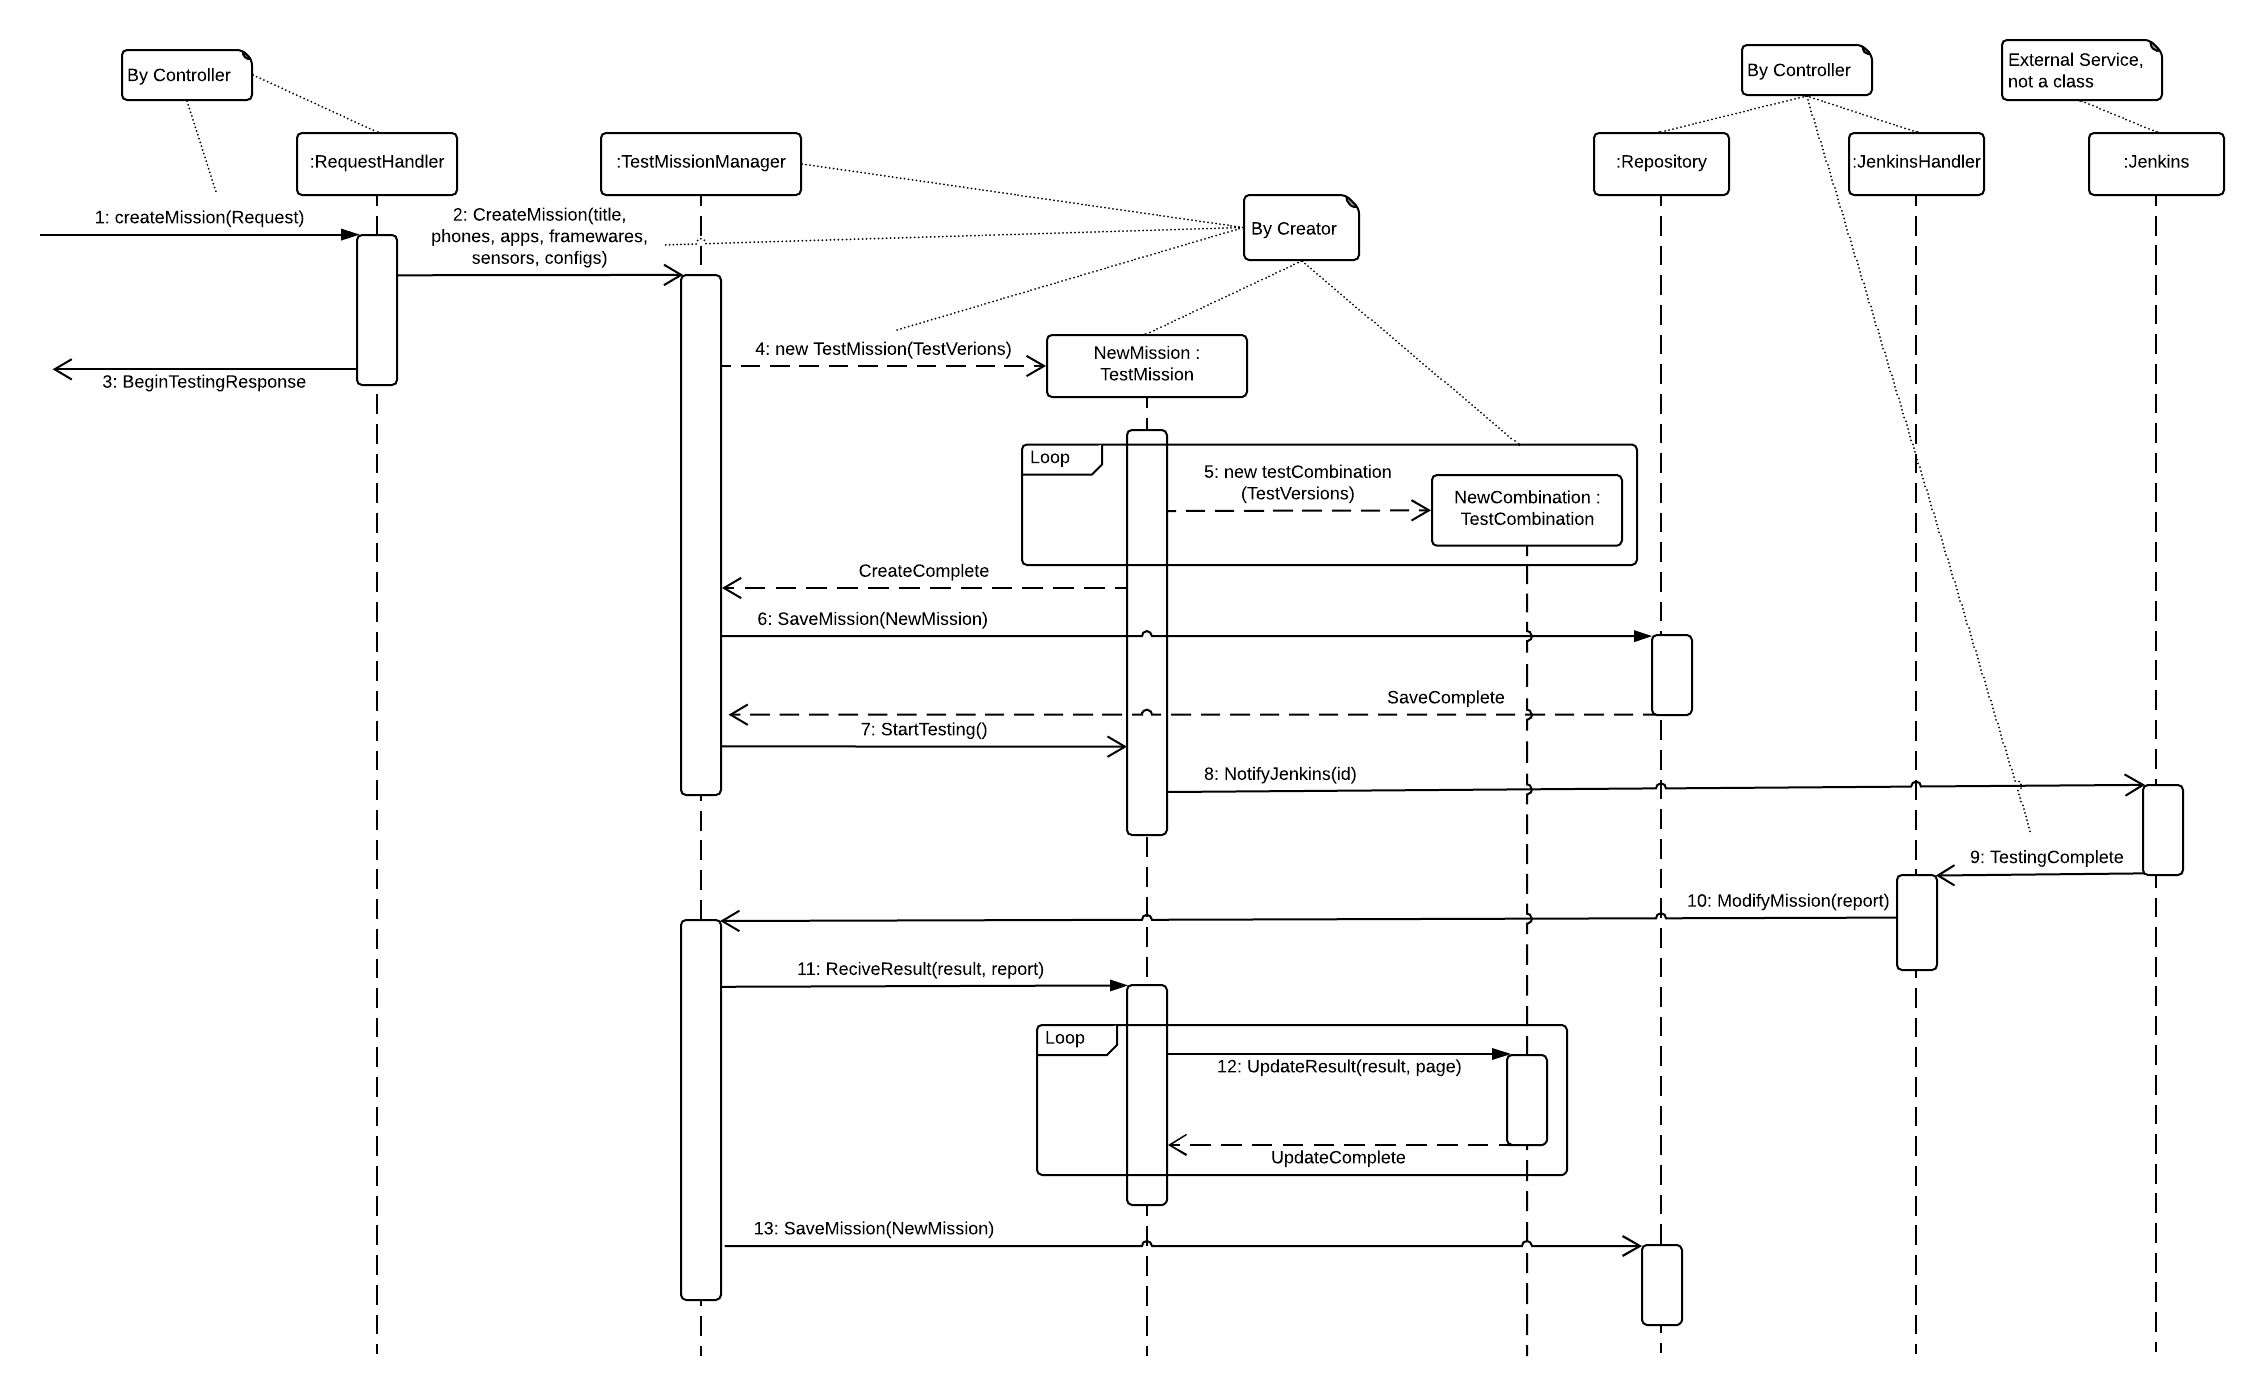 By Controller
By Controller
External Service,
not a class
:RequestHandler
:TestMissionManager
:Repository
:JenkinsHandler
:Jenkins
1: createMission(Request)
2: CreateMission(title,
phones, apps, framewares,
sensors, configs)
By Creator
3: BeginTestingResponse
4: new TestMission(TestVerions)
NewMission :
TestMission
Loop
5: new testCombination
(TestVersions)
NewCombination :
TestCombination
CreateComplete
6: SaveMission(NewMission)
SaveComplete
7: StartTesting()
8: NotifyJenkins(id)
9: TestingComplete
10: ModifyMission(report)
11: ReciveResult(result, report)
Loop
12: UpdateResult(result, page)
UpdateComplete
13: SaveMission(NewMission)